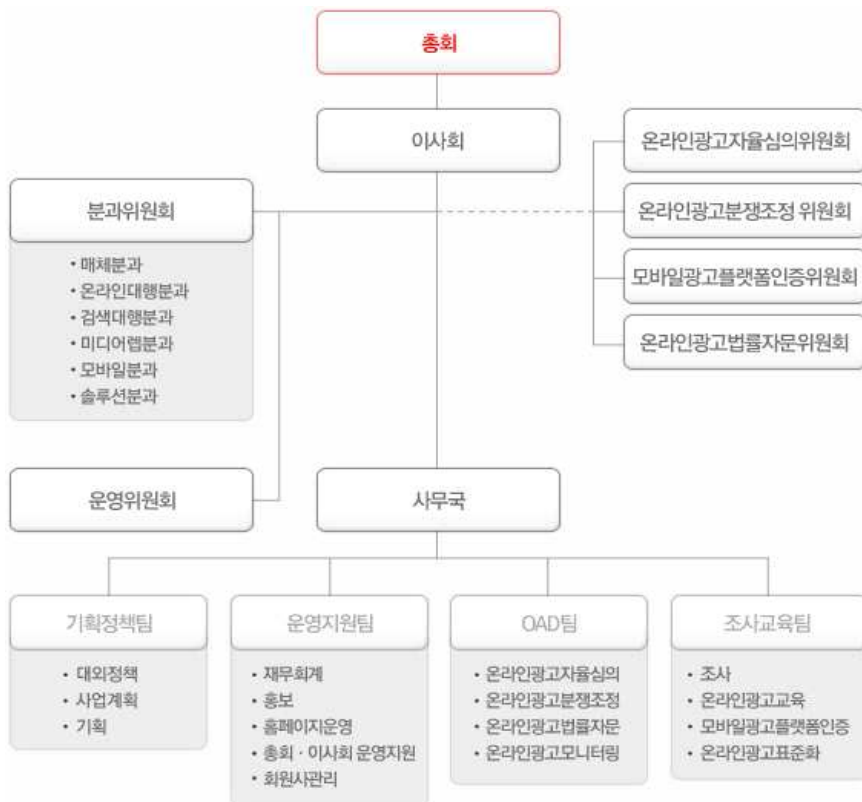 총회
이사회
온라인광고자율심의위원회
분과위원회
온라인광고분쟁조정 위원회
• 매체분과
• 온라인대행분과
• 검색대행분과
• 미디어렙분과
• 모바일분과
• 솔루션분과
모바일광고플랫폼인증위원회
온라인광고법률자문위원회
운영위원회
사무국
기획정책팀
• 대외정책
• 사업계획
• 기획
운영지원팀
• 재무회계
• 홍보
• 홈페이지운영
• 총회 · 이사회 운영지원
• 회원사관리
OAD팀
• 온라인광고자율심의
• 온라인광고분쟁조정
• 온라인광고법률자문
• 온라인광고모니터링
조사교육팀
• 조사
• 온라인광고교육
• 모바일광고플랫폼인증
• 온라인광고표준화